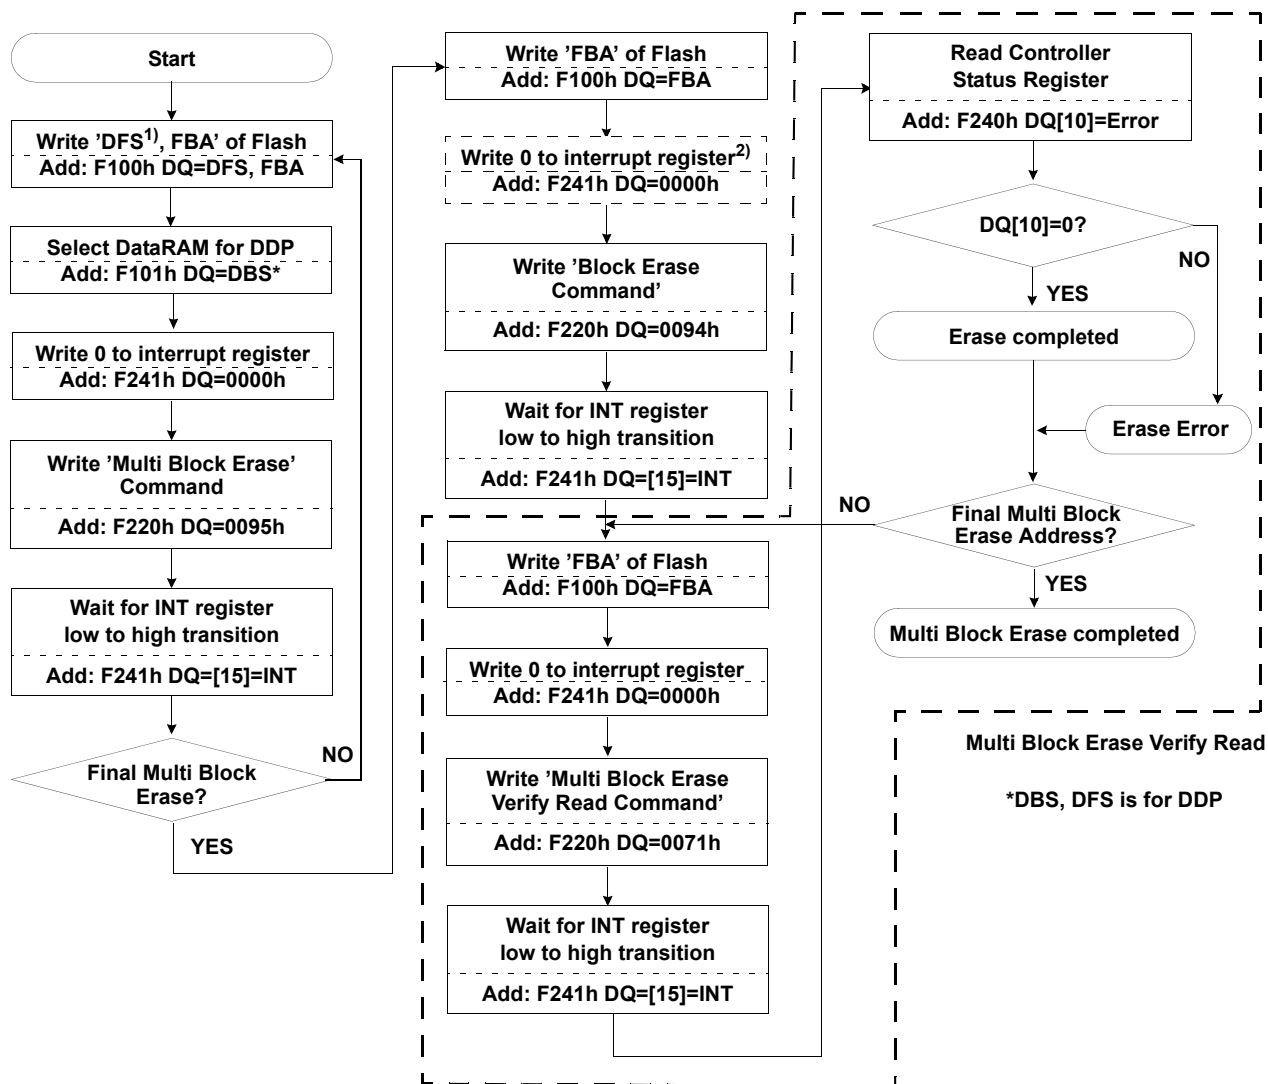 Start
Write ’DFS1), FBA’ of Flash
Add: F100h DQ=DFS, FBA
Select DataRAM for DDP
Add: F101h DQ=DBS*
Write 0 to interrupt register
Add: F241h DQ=0000h
Write ’Multi Block Erase’
Command
Add: F220h DQ=0095h
Wait for INT register
low to high transition
Add: F241h DQ=[15]=INT
Final Multi Block
Erase?
NO
YES
Write ’FBA’ of Flash
Add: F100h DQ=FBA
Write 0 to interrupt register2)
Add: F241h DQ=0000h
Write ’Block Erase
Command’
Add: F220h DQ=0094h
Wait for INT register
low to high transition
Add: F241h DQ=[15]=INT
Write ’FBA’ of Flash
Add: F100h DQ=FBA
Write 0 to interrupt register
Add: F241h DQ=0000h
Write ’Multi Block Erase
Verify Read Command’
Add: F220h DQ=0071h
Wait for INT register
low to high transition
Add: F241h DQ=[15]=INT
Read Controller
Status Register
Add: F240h DQ[10]=Error
DQ[10]=0?
NO
YES
Erase completed
Erase Error
Final Multi Block
Erase Address?
NO
YES
Multi Block Erase completed
Multi Block Erase Verify Read
*DBS, DFS is for DDP